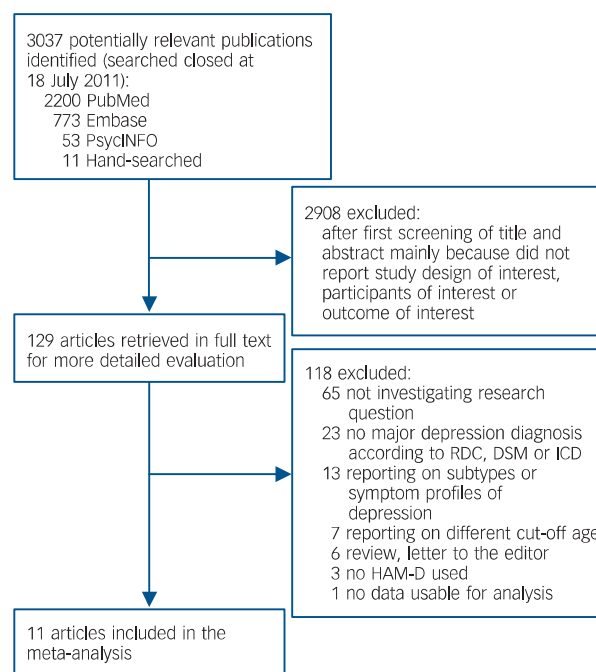 3037 potentially relevant publications
identified (searched closed at
18 July 2011):
2200 PubMed
773 Embase
53 PsycINFO
11 Hand-searched
2908 excluded:
after first screening of title and
abstract mainly because did not
report study design of interest,
participants of interest or
outcome of interest
129 articles retrieved in full text
for more detailed evaluation
118 excluded:
65 not investigating research
question
23 no major depression diagnosis
according to RDC, DSM or ICD
13 reporting on subtypes or
symptom profiles of
depression
7 reporting on different cut-off age
6 review, letter to the editor
3 no HAM-D used
1 no data usable for analysis
11 articles included in the
meta-analysis